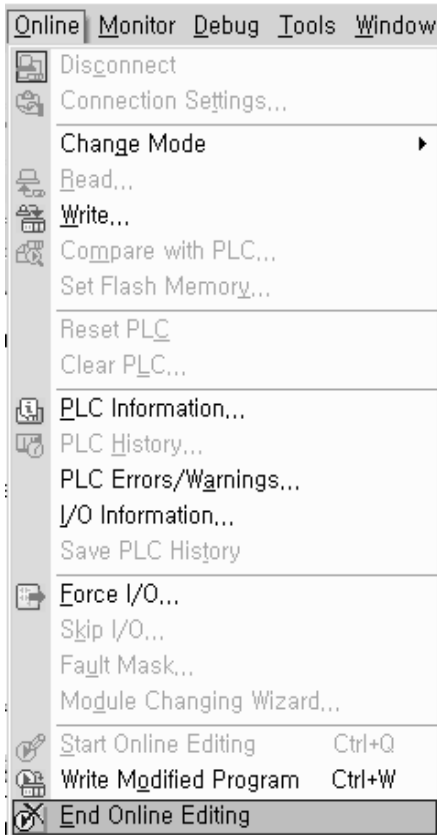 Online Monitor Debug Tools Window
Disconnect
Connection Settings...
Change Mode
Read...
Write...
Compare with PLC...
Set Flash Memory...
Reset PLC
Clear PLC...
PLC Information...
PLC History...
PLC Errors/Warnings...
I/O Information...
Save PLC History
Force I/O...
Skip I/O...
Fault Mask...
Module Changing Wizard...
Start Online Editing Ctrl+Q
Write Modified Program Ctrl+W
End Online Editing